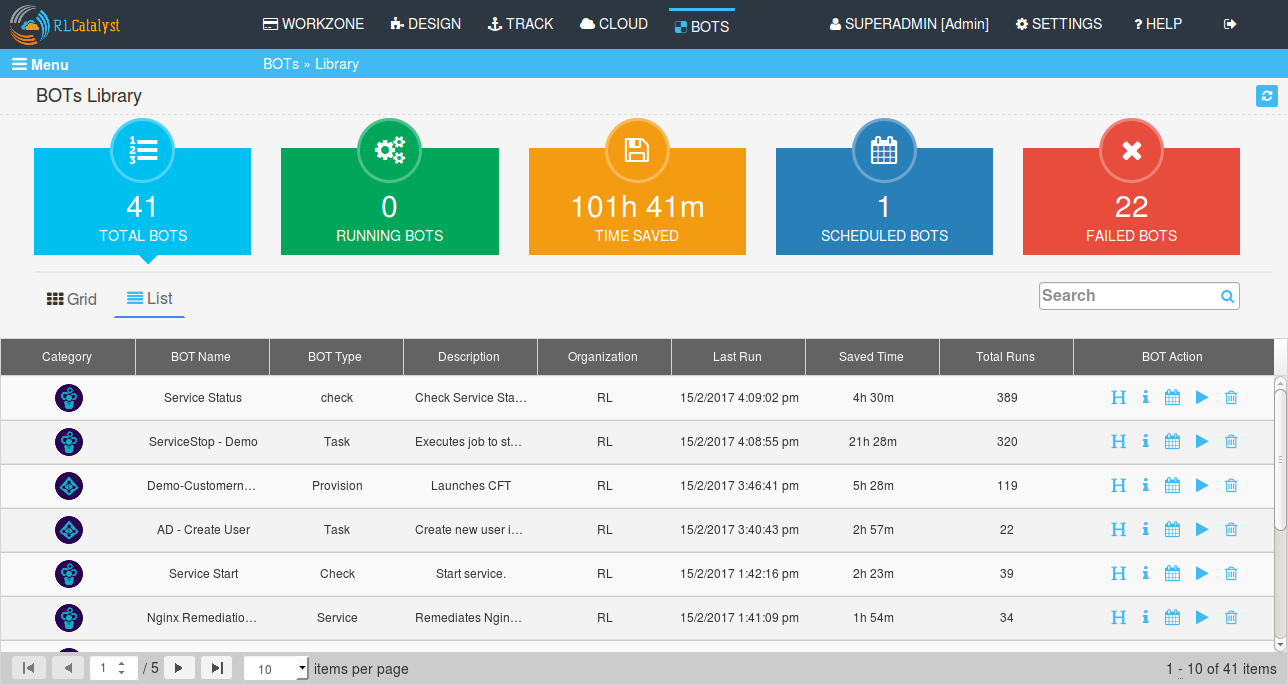 RLCatalyst WORKZONE DESIGN TRACK CLOUD BOTS SUPERADMIN [Admin] SETTINGS ? HELP
Menu BOTs » Library
BOTs Library
41 0 101h 41m 1 22
TOTAL BOTS RUNNING BOTS TIME SAVED SCHEDULED BOTS FAILED BOTS
Grid List Search
Category BOT Name BOT Type Description Organization Last Run Saved Time Total Runs BOT Action
Service Status check Check Service Sta... RL 15/2/2017 4:09:02 pm 4h 30m 389 H i
ServiceStop - Demo Task Executes job to st... RL 15/2/2017 4:08:55 pm 21h 28m 320 H i
Demo-Customern... Provision Launches CFT RL 15/2/2017 3:46:41 pm 5h 28m 119 H i
AD - Create User Task Create new user i... RL 15/2/2017 3:40:43 pm 2h 57m 22 H i
Service Start Check Start service. RL 15/2/2017 1:42:16 pm 2h 23m 39 H i
Nginx Remediatio... Service Remediates Ngin... RL 15/2/2017 1:41:09 pm 1h 54m 34 H i
1 / 5 10 items per page 1 - 10 of 41 items